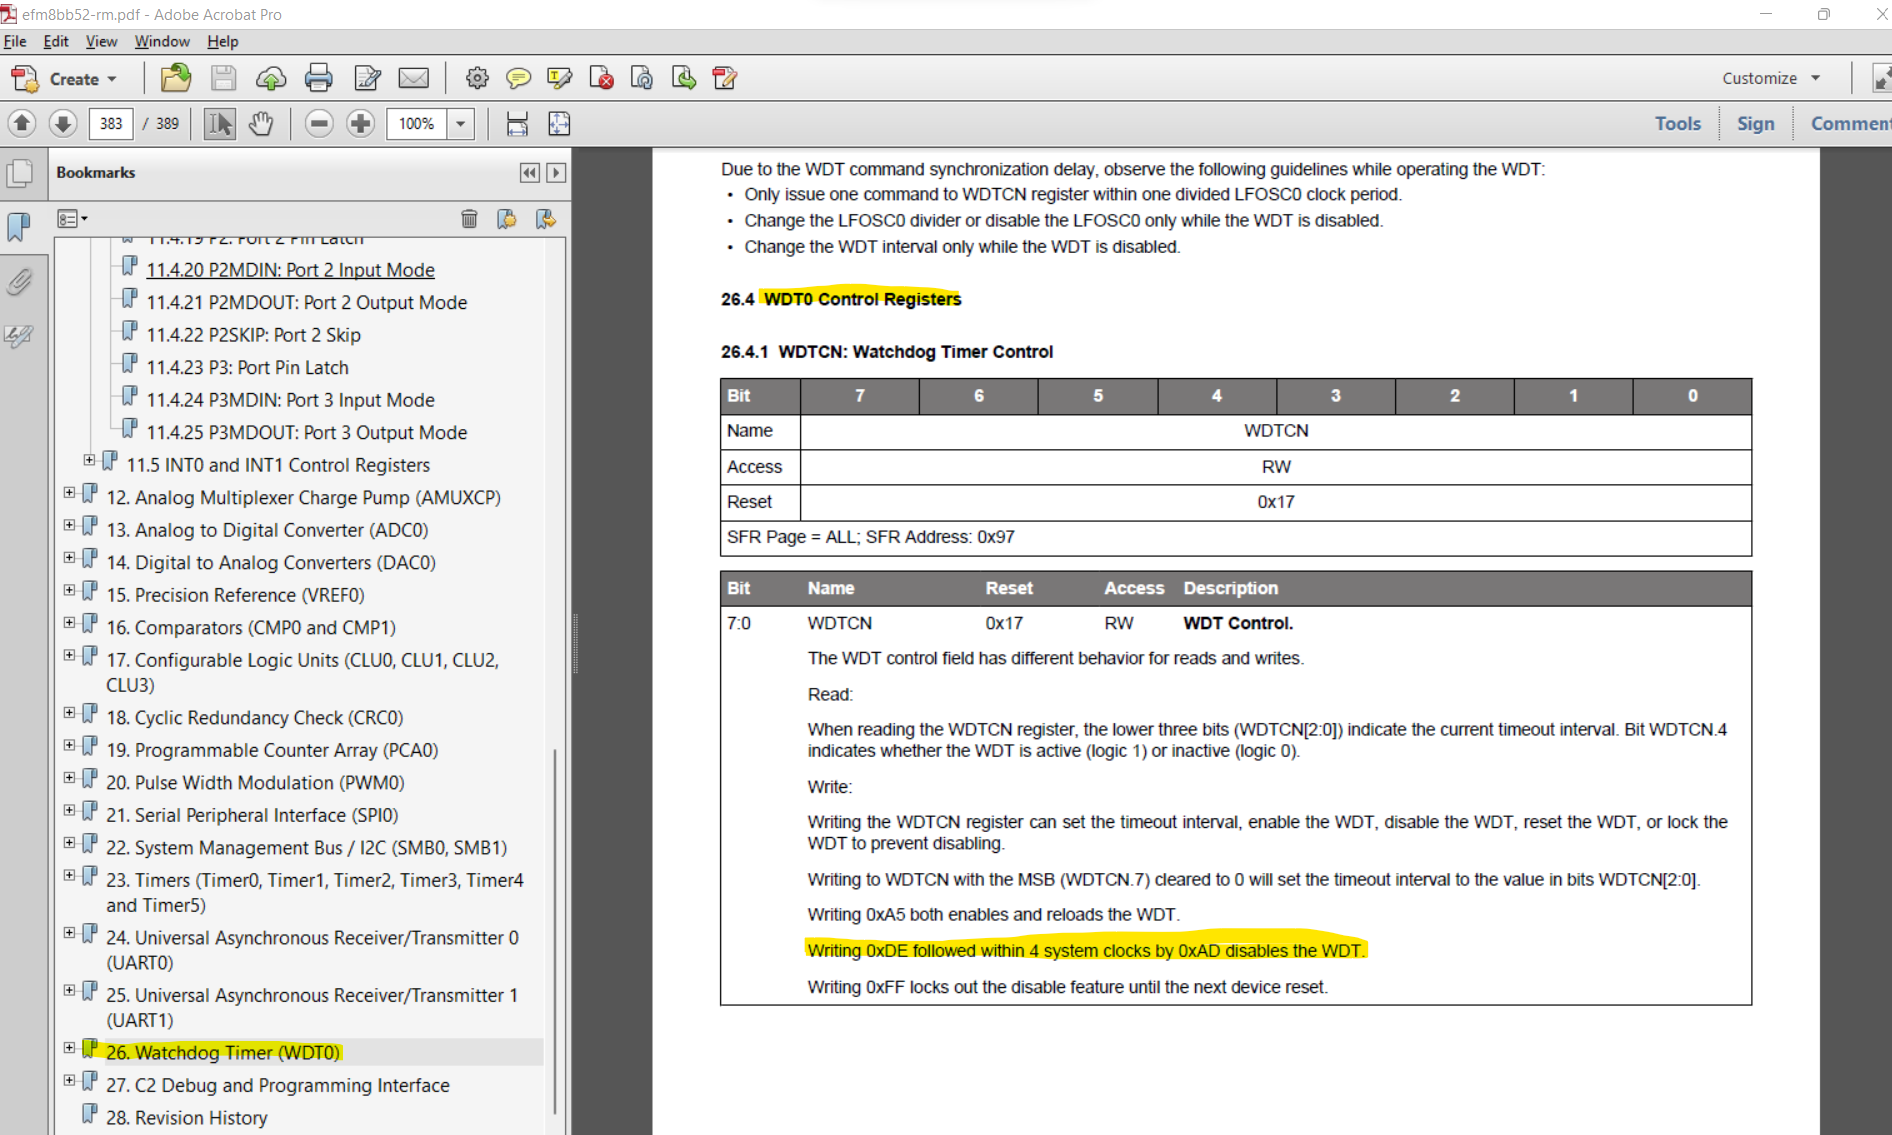 efm8bb52-rm.pdf - Adobe Acrobat Pro
File Edit View Window Help
Create
Customize
383 / 389
100%
Tools Sign Comment
Bookmarks
11.4.19 P2: Port 2 Pin Latch
11.4.20 P2MDIN: Port 2 Input Mode
11.4.21 P2MDOUT: Port 2 Output Mode
11.4.22 P2SKIP: Port 2 Skip
11.4.23 P3: Port Pin Latch
11.4.24 P3MDIN: Port 3 Input Mode
11.4.25 P3MDOUT: Port 3 Output Mode
11.5 INT0 and INT1 Control Registers
12. Analog Multiplexer Charge Pump (AMUXCP)
13. Analog to Digital Converter (ADC0)
14. Digital to Analog Converters (DAC0)
15. Precision Reference (VREF0)
16. Comparators (CMP0 and CMP1)
17. Configurable Logic Units (CLU0, CLU1, CLU2,
CLU3)
18. Cyclic Redundancy Check (CRC0)
19. Programmable Counter Array (PCA0)
20. Pulse Width Modulation (PWM0)
21. Serial Peripheral Interface (SPI0)
22. System Management Bus / I2C (SMB0, SMB1)
23. Timers (Timer0, Timer1, Timer2, Timer3, Timer4
and Timer5)
24. Universal Asynchronous Receiver/Transmitter 0
(UART0)
25. Universal Asynchronous Receiver/Transmitter 1
(UART1)
26. Watchdog Timer (WDT0)
27. C2 Debug and Programming Interface
28. Revision History
Due to the WDT command synchronization delay, observe the following guidelines while operating the WDT:
• Only issue one command to WDTCN register within one divided LFOSC0 clock period.
• Change the LFOSC0 divider or disable the LFOSC0 only while the WDT is disabled.
• Change the WDT interval only while the WDT is disabled.
26.4 WDT0 Control Registers
26.4.1 WDTCN: Watchdog Timer Control
Bit 7 6 5 4 3 2 1 0
Name WDTCN
Access RW
Reset 0x17
SFR Page = ALL; SFR Address: 0x97
Bit Name Reset Access Description
7:0 WDTCN 0x17 RW WDT Control.
The WDT control field has different behavior for reads and writes.
Read:
When reading the WDTCN register, the lower three bits (WDTCN[2:0]) indicate the current timeout interval. Bit WDTCN.4
indicates whether the WDT is active (logic 1) or inactive (logic 0).
Write:
Writing the WDTCN register can set the timeout interval, enable the WDT, disable the WDT, reset the WDT, or lock the
WDT to prevent disabling.
Writing to WDTCN with the MSB (WDTCN.7) cleared to 0 will set the timeout interval to the value in bits WDTCN[2:0].
Writing 0xA5 both enables and reloads the WDT.
Writing 0xDE followed within 4 system clocks by 0xAD disables the WDT.
Writing 0xFF locks out the disable feature until the next device reset.